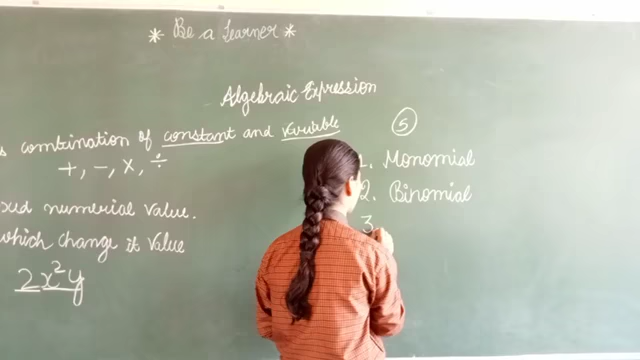 * Be a Learner *
Algebraic Expression
s combination of constant and variable
+, -, x, ÷
xed numerical value.
which change it value
2x²y
5
1. Monomial
2. Binomial
3